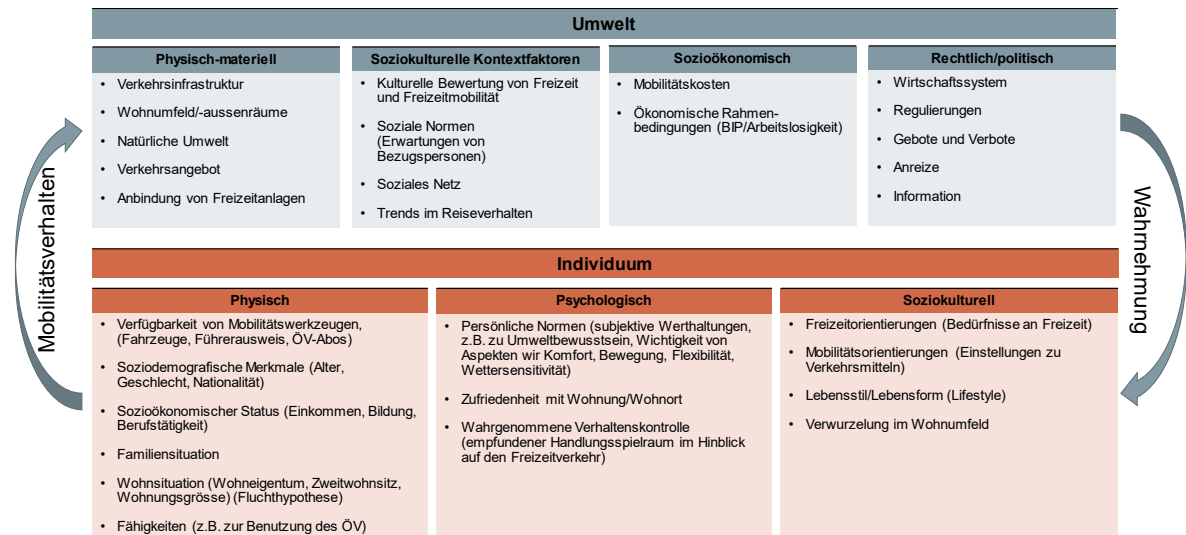 Umwelt
Physisch-materiell
• Verkehrsinfrastruktur
• Wohnumfeld/-aussenräume
• Natürliche Umwelt
• Verkehrsangebot
• Anbindung von Freizeitanlagen
Soziokulturelle Kontextfaktoren
• Kulturelle Bewertung von Freizeit
und Freizeitmobilität
• Soziale Normen
(Erwartungen von
Bezugspersonen)
• Soziales Netz
• Trends im Reiseverhalten
Sozioökonomisch
• Mobilitätskosten
• Ökonomische Rahmen-
bedingungen (BIP/Arbeitslosigkeit)
Rechtlich/politisch
• Wirtschaftssystem
• Regulierungen
• Gebote und Verbote
• Anreize
• Information
Mobilitätsverhalten
Wahrnehmung
Individuum
Physisch
• Verfügbarkeit von Mobilitätswerkzeugen,
(Fahrzeuge, Führerausweis, ÖV-Abos)
• Soziodemografische Merkmale (Alter,
Geschlecht, Nationalität)
• Sozioökonomischer Status (Einkommen, Bildung,
Berufstätigkeit)
• Familiensituation
• Wohnsituation (Wohneigentum, Zweitwohnsitz,
Wohnungsgrösse) (Fluchthypothese)
• Fähigkeiten (z.B. zur Benutzung des ÖV)
Psychologisch
• Persönliche Normen (subjektive Werthaltungen,
z.B. zu Umweltbewusstsein, Wichtigkeit von
Aspekten wir Komfort, Bewegung, Flexibilität,
Wettersensitivität)
• Zufriedenheit mit Wohnung/Wohnort
• Wahrgenommene Verhaltenskontrolle
(empfundener Handlungsspielraum im Hinblick
auf den Freizeitverkehr)
Soziokulturell
• Freizeitorientierungen (Bedürfnisse an Freizeit)
• Mobilitätsorientierungen (Einstellungen zu
Verkehrsmitteln)
• Lebensstil/Lebensform (Lifestyle)
• Verwurzelung im Wohnumfeld